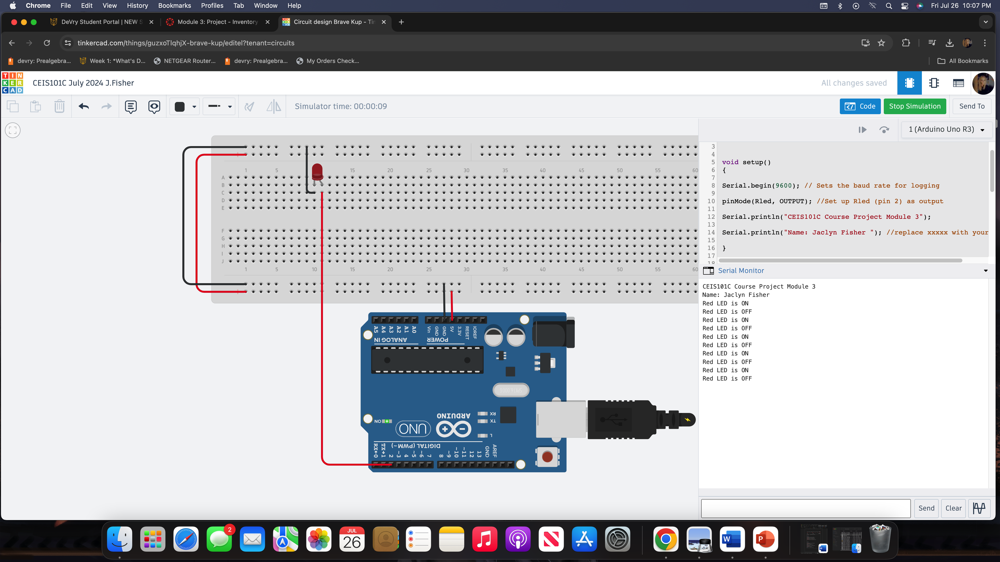 Chrome File Edit View History Bookmarks Profiles Tab Window Help Fri Jul 26 10:07 PM
DeVry Student Portal | NEW S Module 3: Project - Inventory Circuit design Brave Kup - Tin
tinkercad.com/things/guzxoTlqhjX-brave-kup/editel?tenant=circuits
devry: Prealgebra... Week 1: *What's D... NETGEAR Router... devry: Prealgebra... My Orders Check... All Bookmarks
TINKERCAD
CEIS101C July 2024 J.Fisher All changes saved
Simulator time: 00:00:09 Code Stop Simulation Send To
1 (Arduino Uno R3)
3
4
5 void setup()
6 {
7
8 Serial.begin(9600); // Sets the baud rate for logging
9
10 pinMode(Rled, OUTPUT); //Set up Rled (pin 2) as output
11
12 Serial.println("CEIS101C Course Project Module 3");
13
14 Serial.println("Name: Jaclyn Fisher "); //replace xxxxx with your
15
16 }
17
18
Serial Monitor
CEIS101C Course Project Module 3
Name: Jaclyn Fisher
Red LED is ON
Red LED is OFF
Red LED is ON
Red LED is OFF
Red LED is ON
Red LED is OFF
Red LED is ON
Red LED is OFF
Red LED is ON
Red LED is OFF
Send Clear
1 5 15 20 25 30 35 40 45 50 55 60
A
B
C
D
E
F
G
H
I
J
1 5 10 15 20 25 30 35 40 45 50 55 60
A5 A4 A3 A2 A1 A0 Vin GND GND 5V 3.3V RESET IOREF
ANALOG IN POWER
SPK16.000G
ON UNO ARDUINO RX TX L
DIGITAL (PWM~)
RX←0 TX→1 2 ~3 4 ~5 ~6 7 8 ~9 ~10 ~11 12 13 GND AREF
2
JUL
26
W P